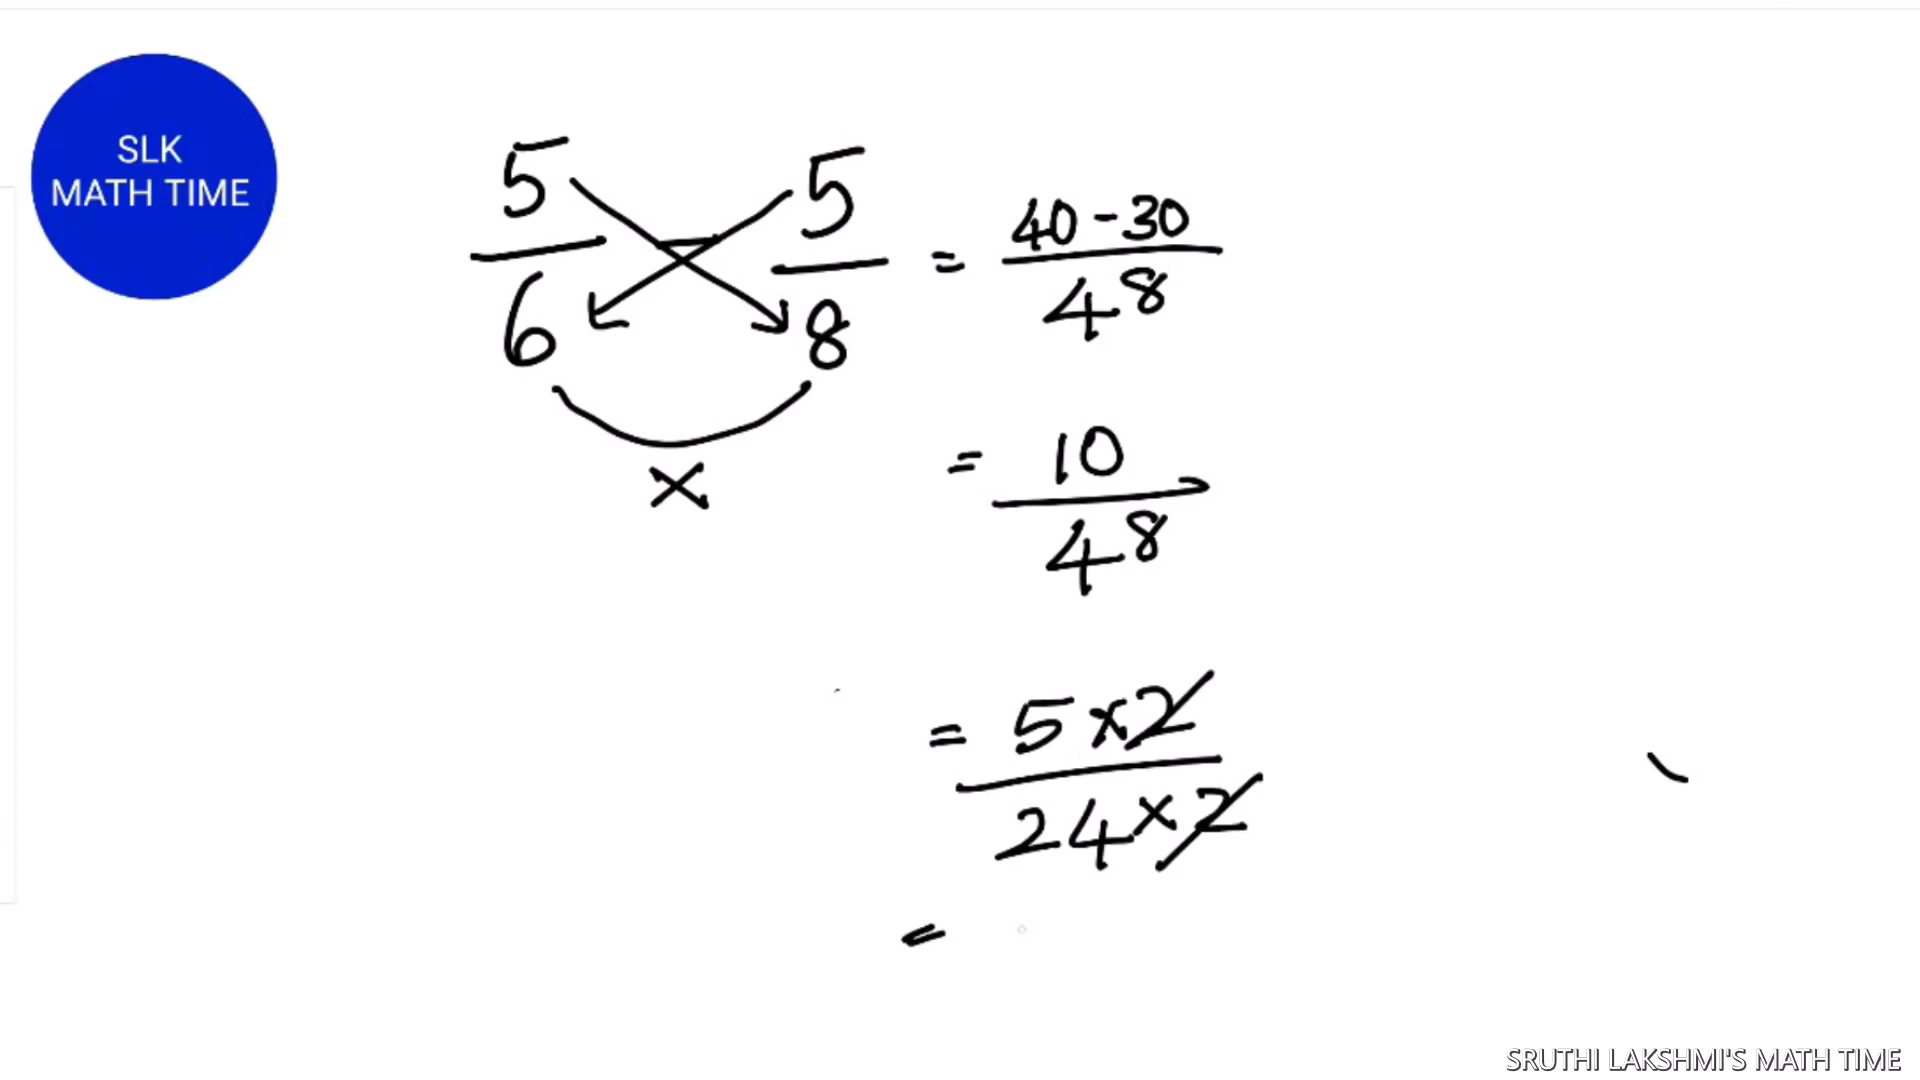 SLK
MATH TIME
5/6 - 5/8 = 40-30/48
×
= 10/48
= 5×2/24×2
=
SRUTHI LAKSHMI'S MATH TIME